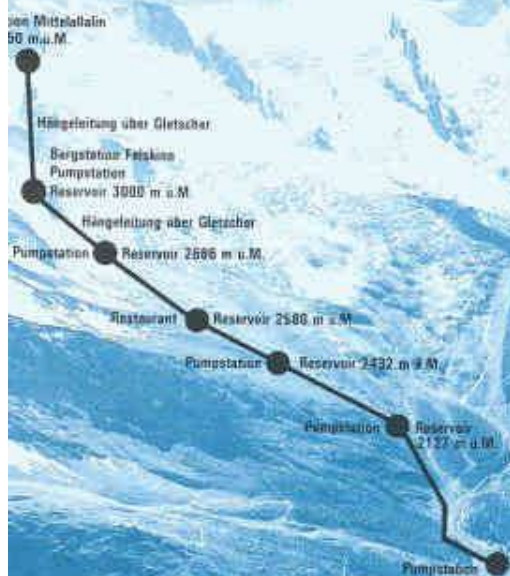 ion Mittelallalin
50 m.u.M.
Hängeleitung über Gletscher
Bergstation Felskinn
Pumpstation
Reservoir 3000 m u.M.
Hängeleitung über Gletscher
Pumpstation Reservoir 2666 m u.M.
Restaurant Reservoir 2580 m u.M.
Pumpstation Reservoir 2432 m ü.M.
Pumpstation Reservoir
2127 m u.M.
Pumpstation